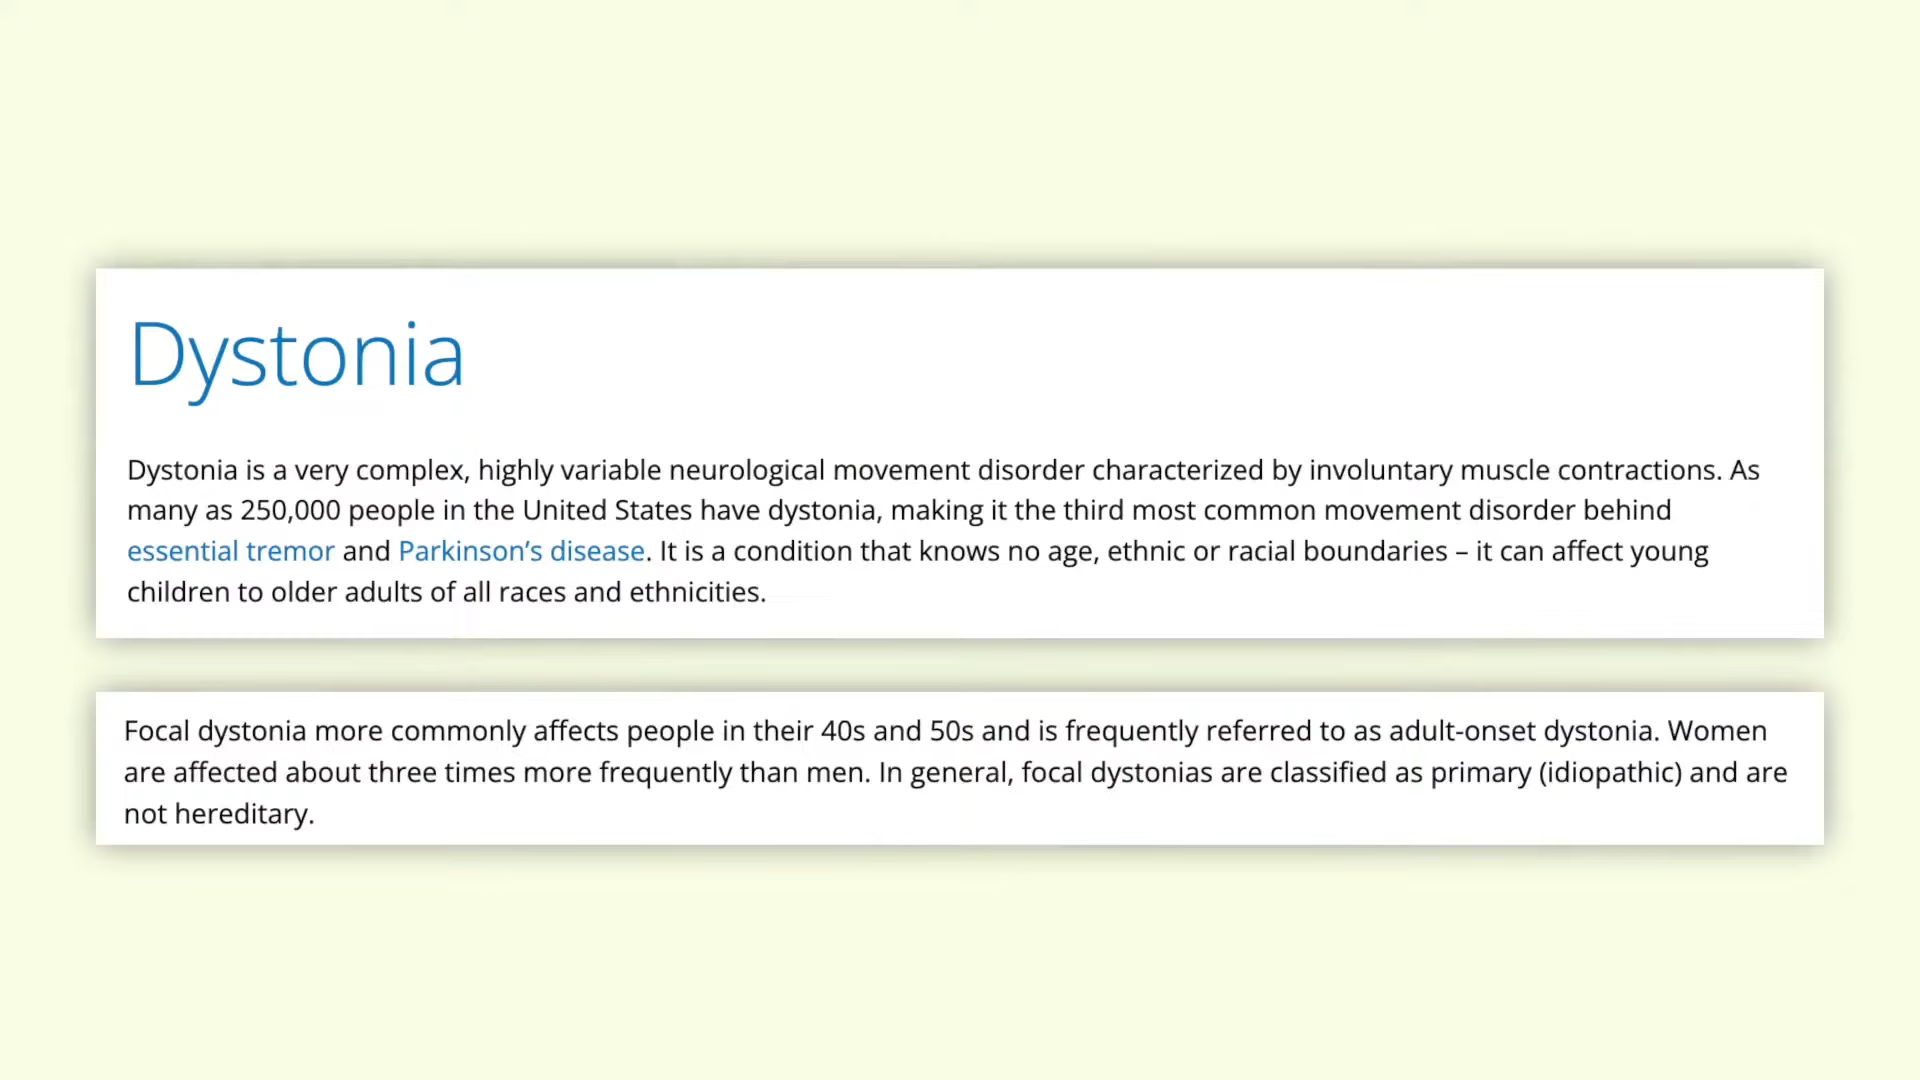 Dystonia
Dystonia is a very complex, highly variable neurological movement disorder characterized by involuntary muscle contractions. As
many as 250,000 people in the United States have dystonia, making it the third most common movement disorder behind
essential tremor and Parkinson’s disease. It is a condition that knows no age, ethnic or racial boundaries – it can affect young
children to older adults of all races and ethnicities.
Focal dystonia more commonly affects people in their 40s and 50s and is frequently referred to as adult-onset dystonia. Women
are affected about three times more frequently than men. In general, focal dystonias are classified as primary (idiopathic) and are
not hereditary.